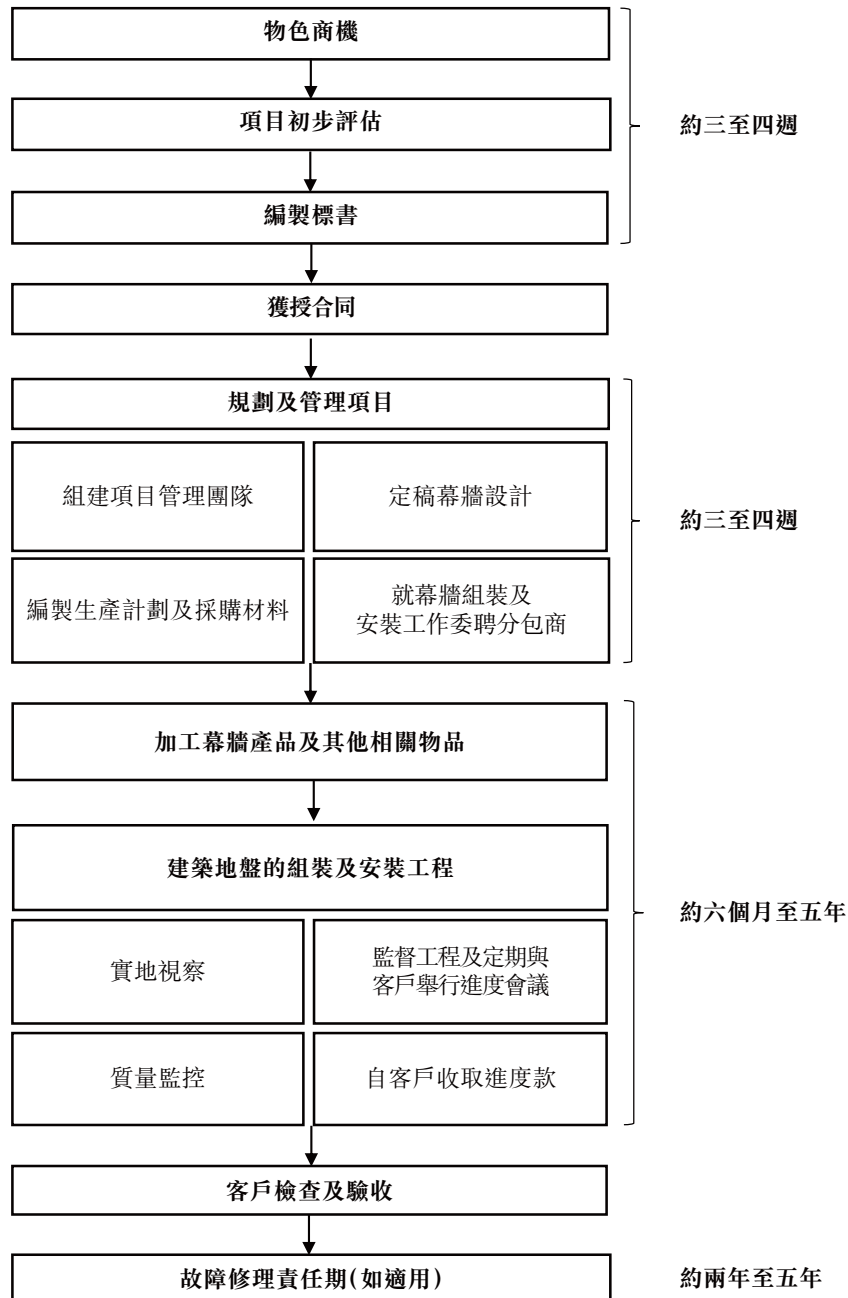 物色商機
項目初步評估
約三至四週
編製標書
獲授合同
規劃及管理項目
組建項目管理團隊
定稿幕牆設計
約三至四週
編製生產計劃及採購材料
就幕牆組裝及
安裝工作委聘分包商
加工幕牆產品及其他相關物品
建築地盤的組裝及安裝工程
約六個月至五年
實地視察
監督工程及定期與
客戶舉行進度會議
質量監控
自客戶收取進度款
客戶檢查及驗收
故障修理責任期(如適用)
約兩年至五年